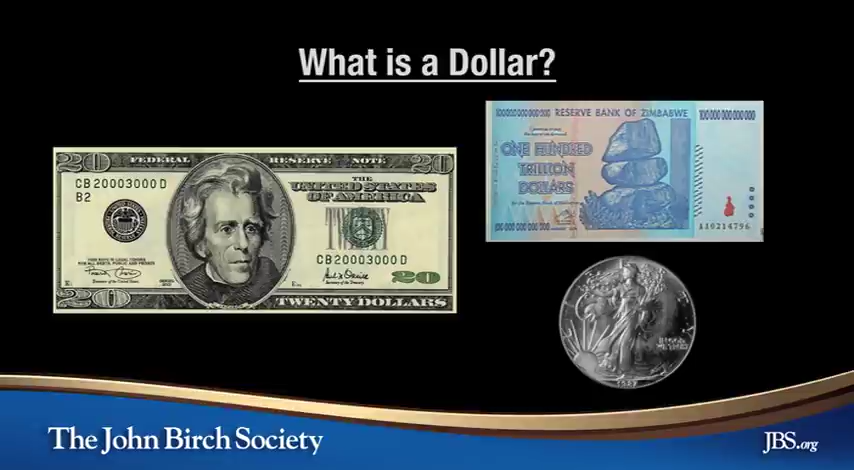 What is a Dollar?
20 FEDERAL RESERVE NOTE 20
THE
UNITED STATES
OF AMERICA
CB 20003000 D
B2
CB 20003000 D
20
20
TWENTY DOLLARS
100000000000000 RESERVE BANK OF ZIMBABWE 100000000000000
ONE HUNDRED
TRILLION
DOLLARS
100 000 000 000 000
AA0214796
The John Birch Society
JBS.org